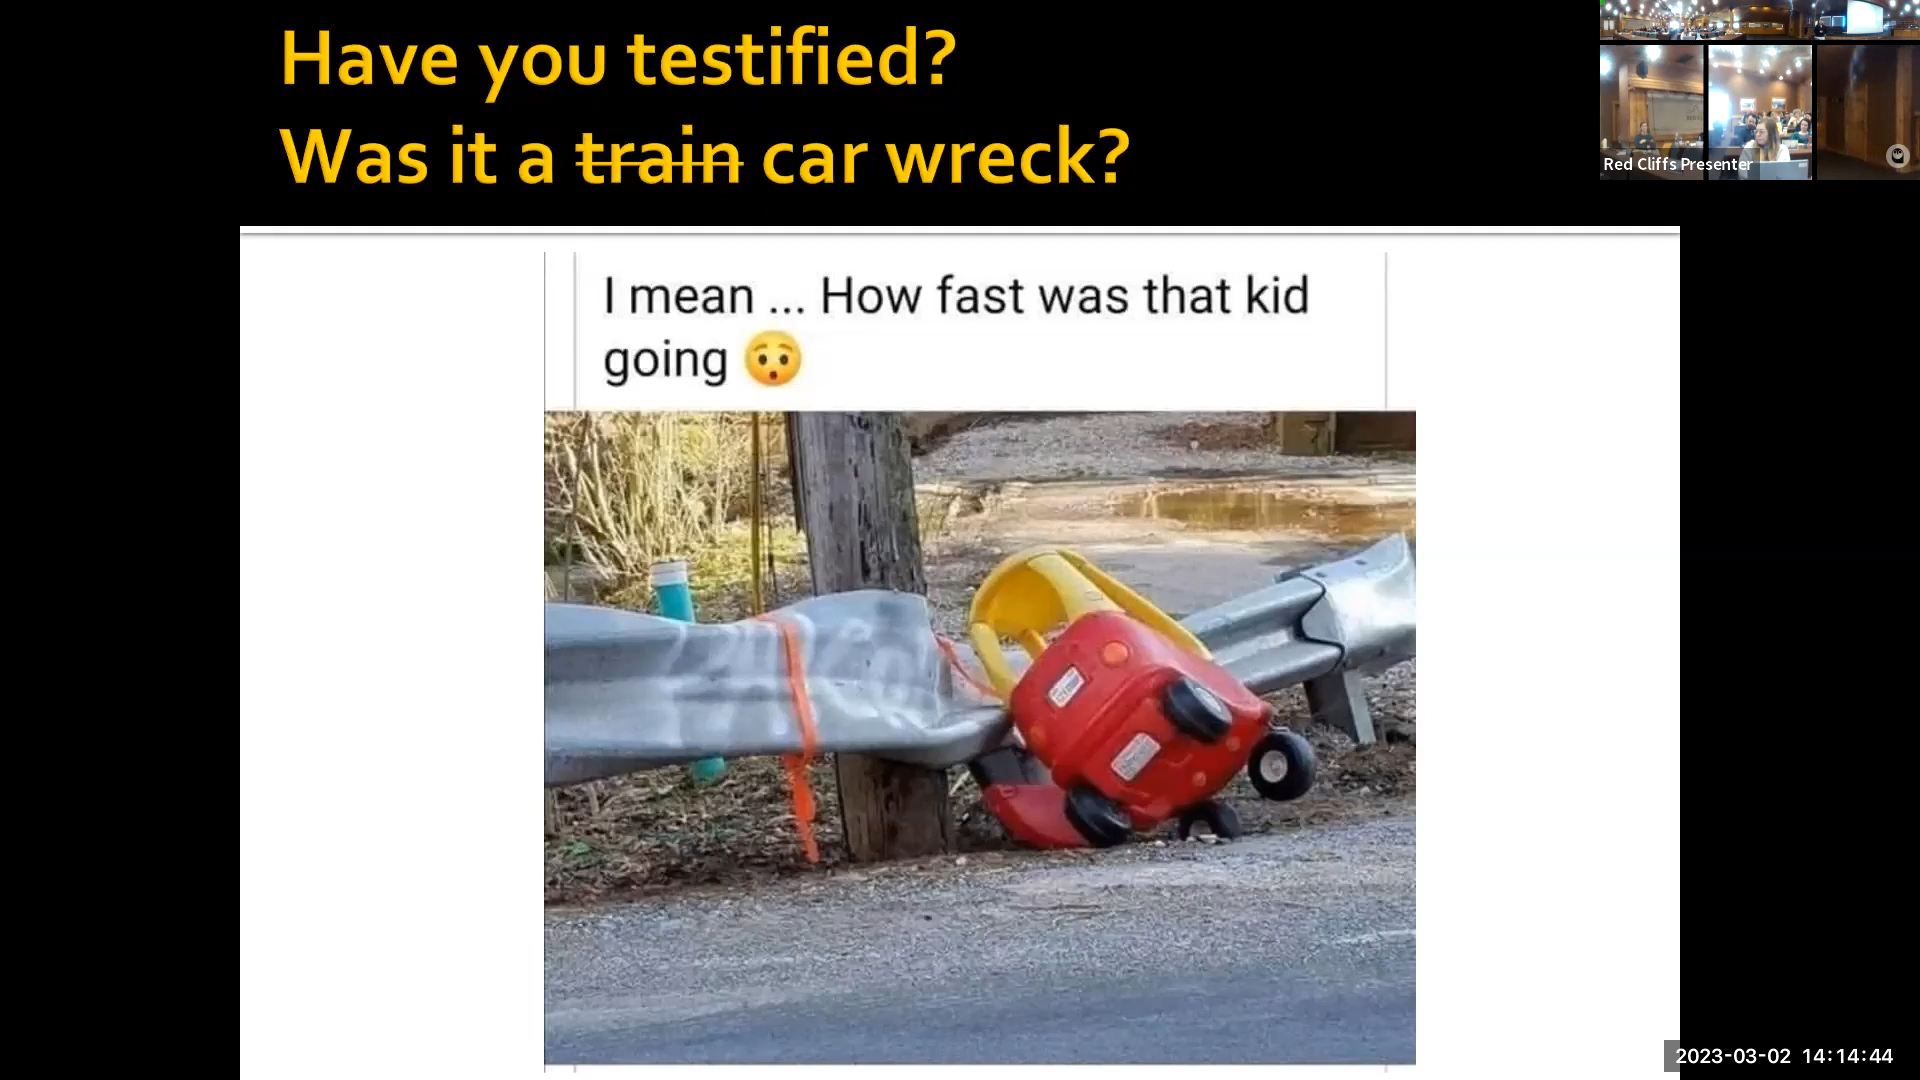 Have you testified?
Was it a train car wreck?
Red Cliffs Presenter
I mean ... How fast was that kid
going 😯
2023-03-02 14:14:44